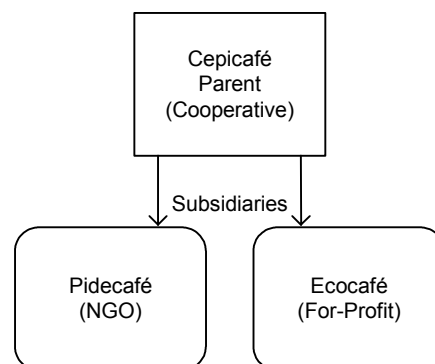 Cepicafé
Parent
(Cooperative)
Subsidiaries
Pidecafé
(NGO)
Ecocafé
(For-Profit)